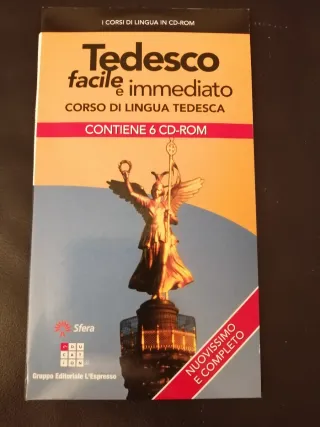 I CORSI DI LINGUA IN CD-ROM
Tedesco
facile e immediato
CORSO DI LINGUA TEDESCA
CONTIENE 6 CD-ROM
Sfera
Gruppo Editoriale L'Espresso
NUOVISSIMO
E COMPLETO